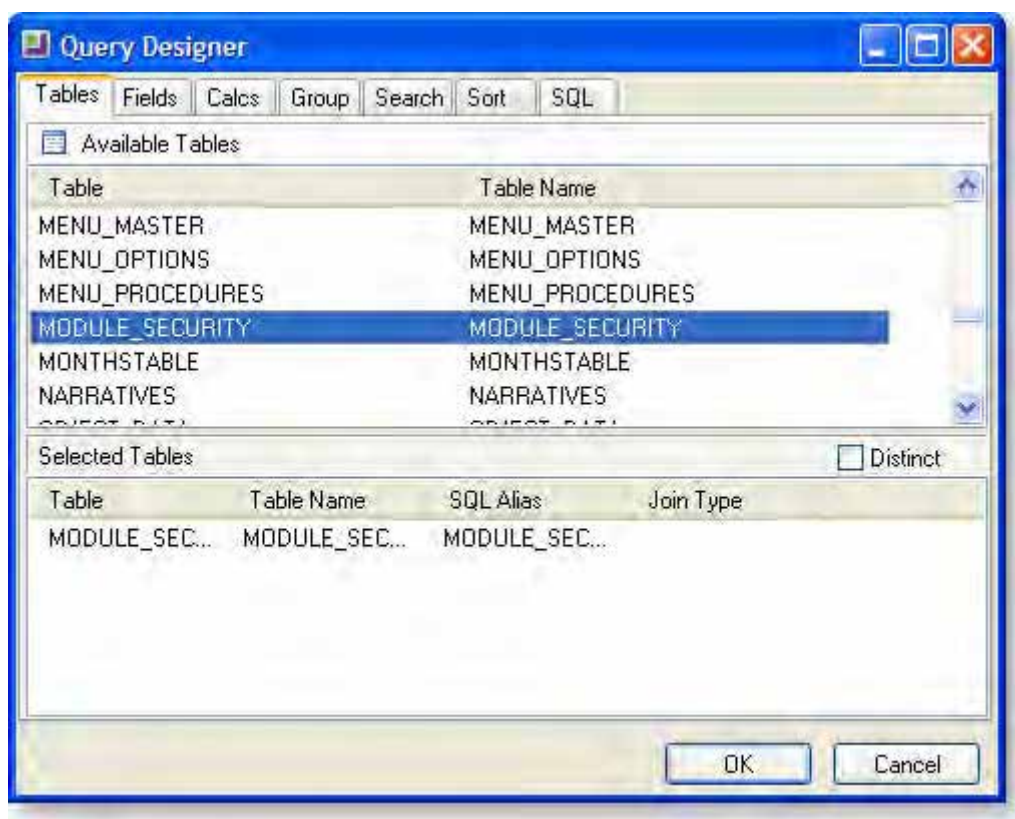 Query Designer
Tables Fields Calcs Group Search Sort SQL
Available Tables
Table Table Name
MENU_MASTER MENU_MASTER
MENU_OPTIONS MENU_OPTIONS
MENU_PROCEDURES MENU_PROCEDURES
MODULE_SECURITY MODULE_SECURITY
MONTHSTABLE MONTHSTABLE
NARRATIVES NARRATIVES
Selected Tables Distinct
Table Table Name SQL Alias Join Type
MODULE_SEC... MODULE_SEC... MODULE_SEC...
OK Cancel